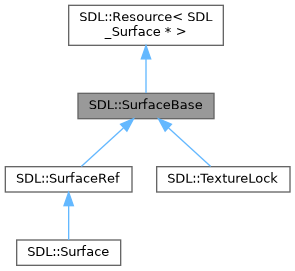 SDL::Resource< SDL
_Surface * >
SDL::SurfaceBase
SDL::SurfaceRef
SDL::TextureLock
SDL::Surface